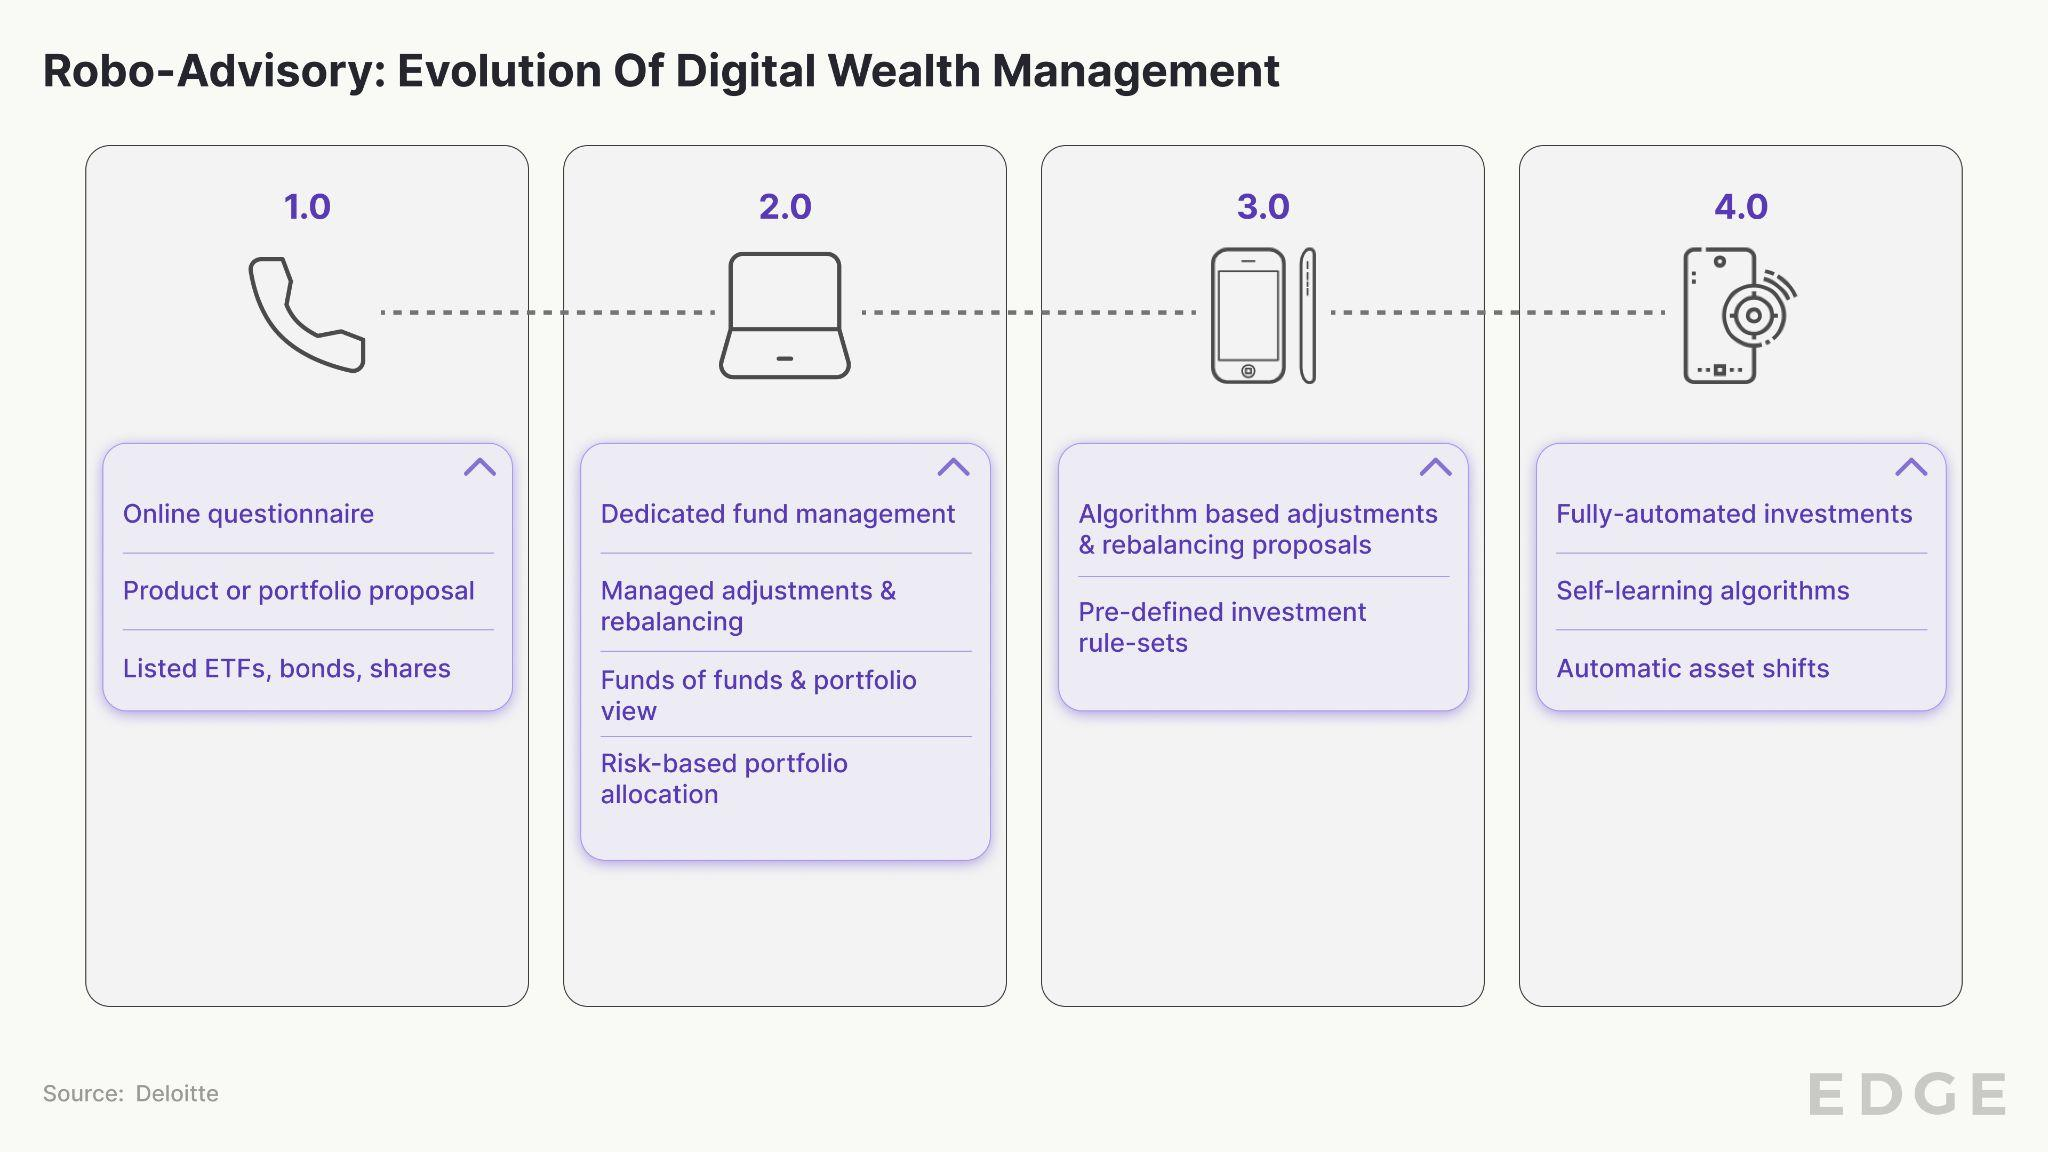 Robo-Advisory: Evolution Of Digital Wealth Management
1.0
Online questionnaire
Product or portfolio proposal
Listed ETFs, bonds, shares
2.0
Dedicated fund management
Managed adjustments &
rebalancing
Funds of funds & portfolio
view
Risk-based portfolio
allocation
3.0
Algorithm based adjustments
& rebalancing proposals
Pre-defined investment
rule-sets
4.0
Fully-automated investments
Self-learning algorithms
Automatic asset shifts
Source: Deloitte
EDGE